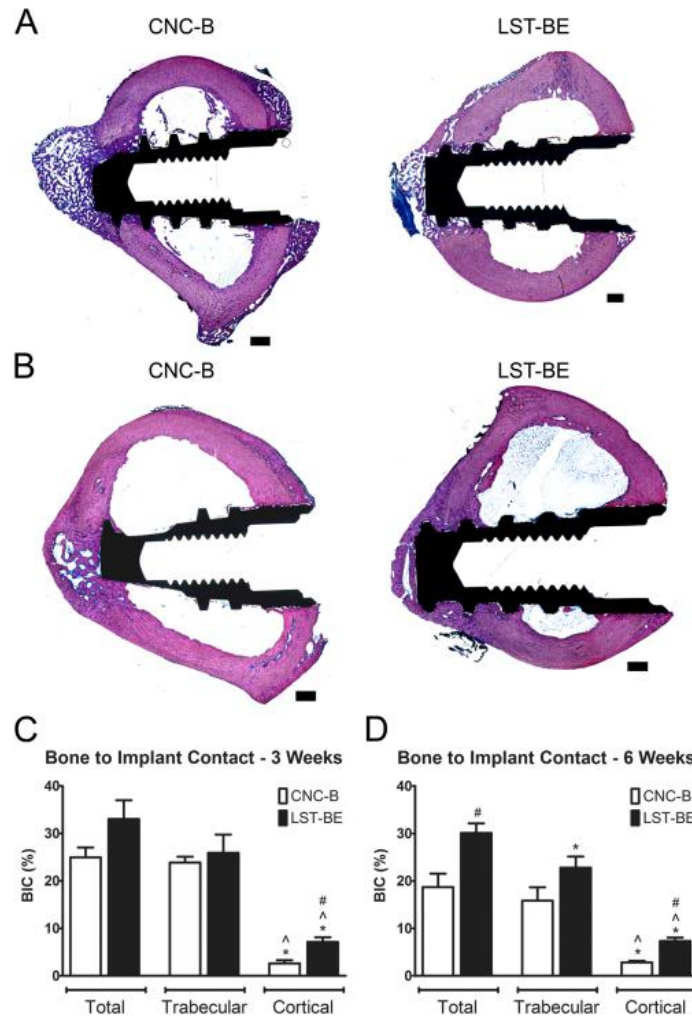 A
CNC-B
LST-BE
B
CNC-B
LST-BE
C
Bone to Implant Contact - 3 Weeks
BIC (%)
40
30
20
10
0
CNC-B
LST-BE
^
*
#
^
*
Total
Trabecular
Cortical
D
Bone to Implant Contact - 6 Weeks
BIC (%)
40
30
20
10
0
CNC-B
LST-BE
#
*
^
*
#
^
*
Total
Trabecular
Cortical